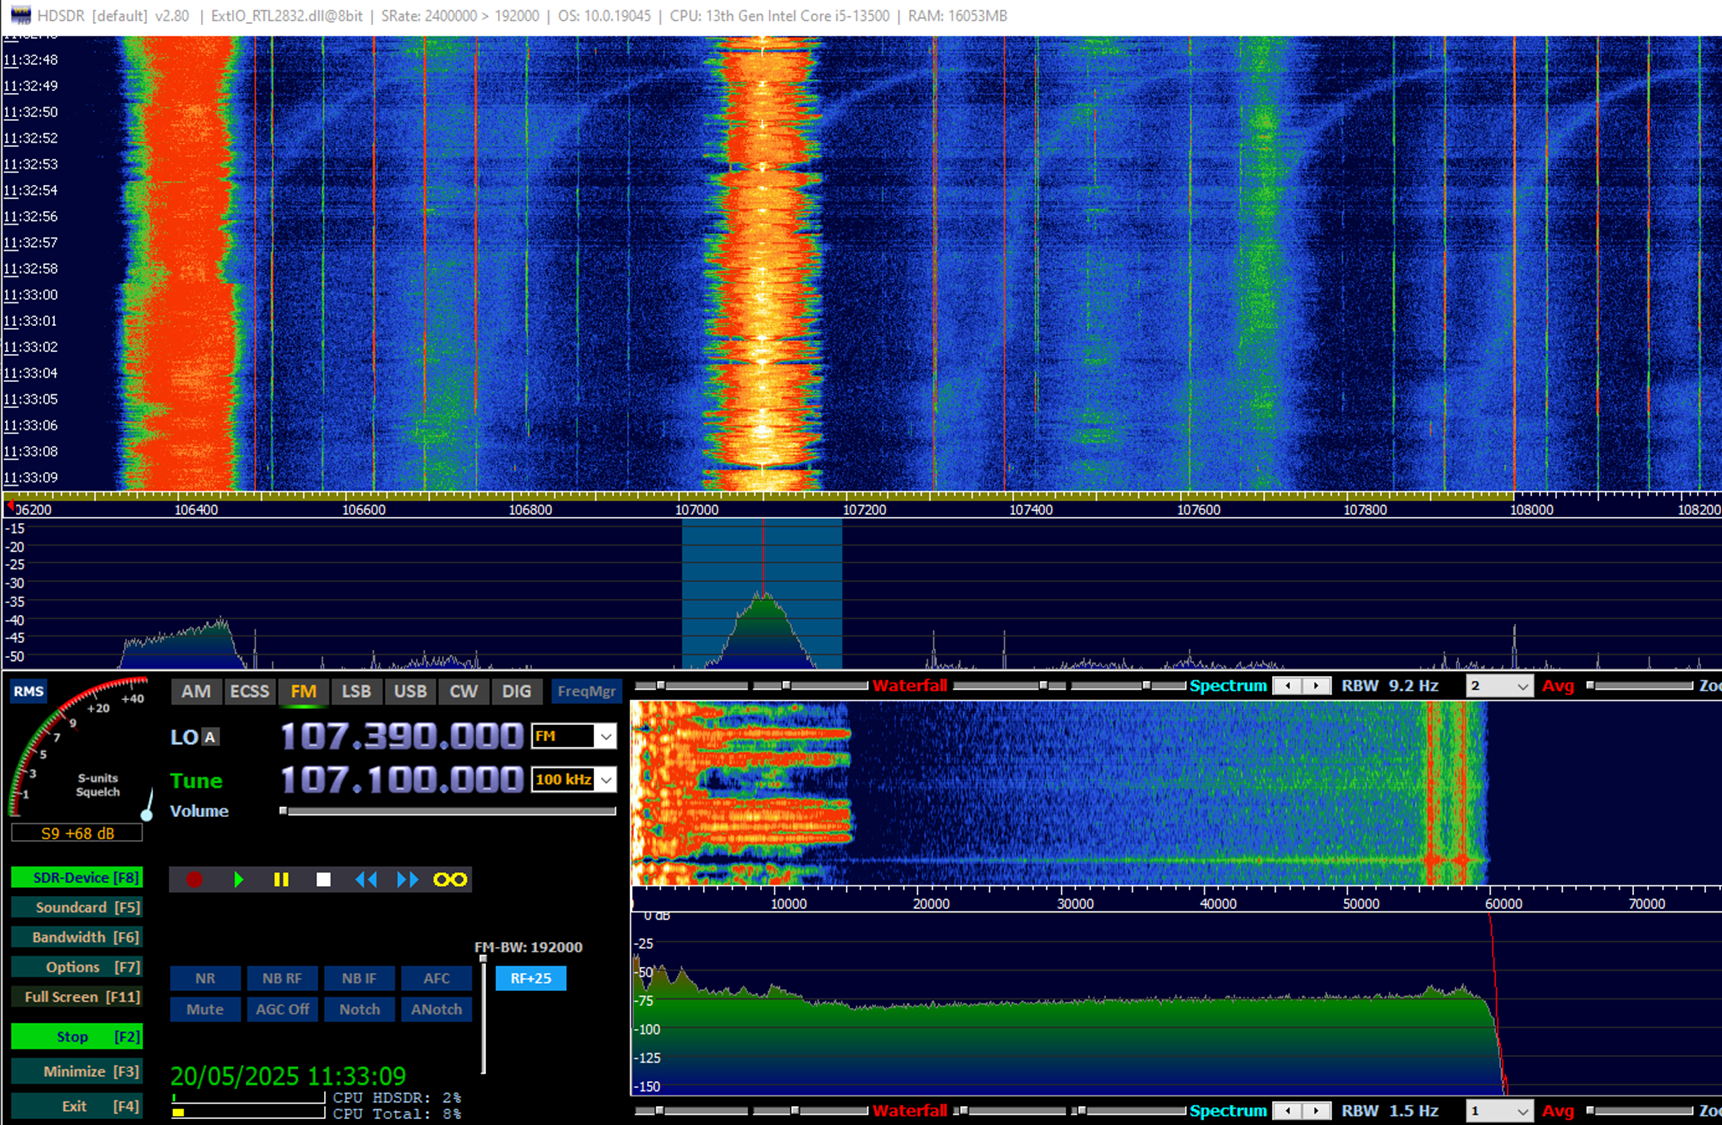 HDSDR [default] v2.80 | ExtIO_RTL2832.dll@8bit | SRate: 2400000 > 192000 | OS: 10.0.19045 | CPU: 13th Gen Intel Core i5-13500 | RAM: 16053MB
11:32:48
11:32:49
11:32:50
11:32:52
11:32:53
11:32:54
11:32:56
11:32:57
11:32:58
11:33:00
11:33:01
11:33:02
11:33:04
11:33:05
11:33:06
11:33:08
11:33:09
106200 106400 106600 106800 107000 107200 107400 107600 107800 108000 108200
-15
-20
-25
-30
-35
-40
-45
-50
RMS
1 3 5 7 9 +20 +40
S-units
Squelch
S9 +68 dB
AM ECSS FM LSB USB CW DIG FreqMgr
LO A 107.390.000 FM
Tune 107.100.000 100 kHz
Volume
SDR-Device [F8]
Soundcard [F5]
Bandwidth [F6]
Options [F7]
Full Screen [F11]
Stop [F2]
Minimize [F3]
Exit [F4]
FM-BW: 192000
NR NB RF NB IF AFC RF+25
Mute AGC Off Notch ANotch
20/05/2025 11:33:09
CPU HDSDR: 2%
CPU Total: 8%
Waterfall Spectrum RBW 9.2 Hz 2 Avg Zoo
10000 20000 30000 40000 50000 60000 70000
0 dB
-25
-50
-75
-100
-125
-150
Waterfall Spectrum RBW 1.5 Hz 1 Avg Zoo